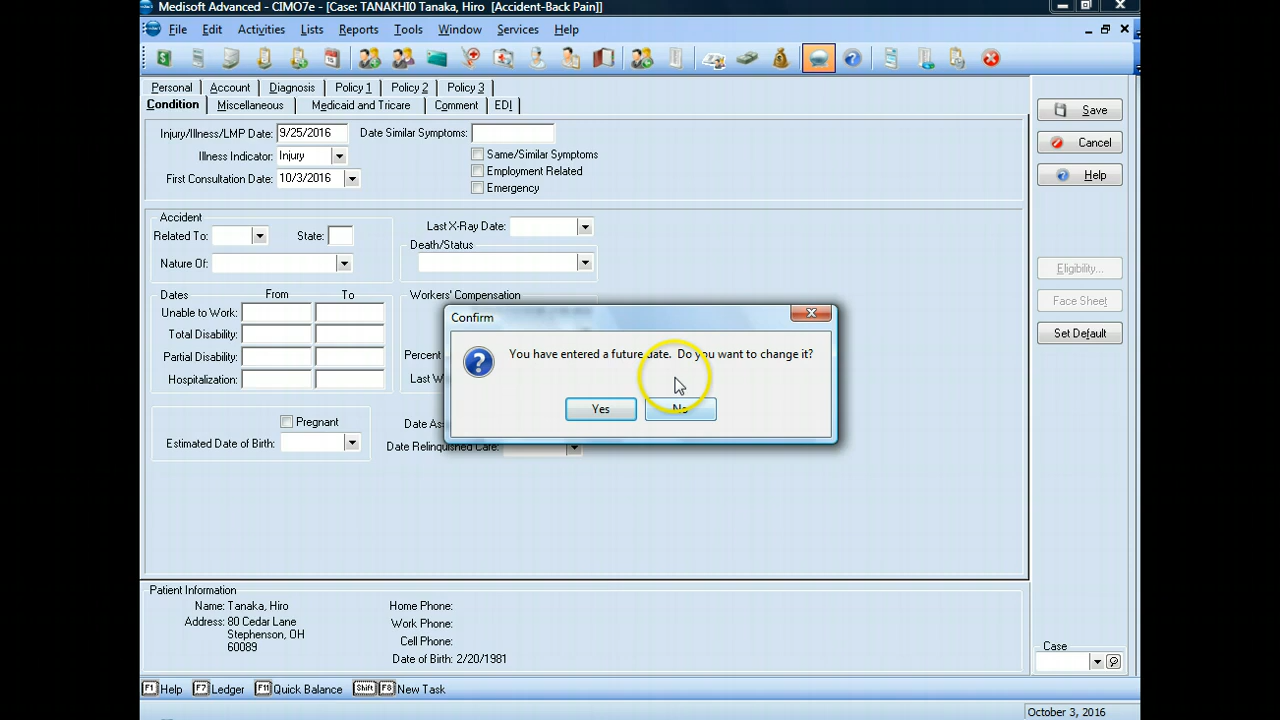 Medisoft Advanced - CIMO7e - [Case: TANAKHI0 Tanaka, Hiro [Accident-Back Pain]]
File Edit Activities Lists Reports Tools Window Services Help
Personal Account Diagnosis Policy 1 Policy 2 Policy 3
Condition Miscellaneous Medicaid and Tricare Comment EDI
Injury/Illness/LMP Date: 9/25/2016 Date Similar Symptoms:
Illness Indicator: Injury Same/Similar Symptoms
First Consultation Date: 10/3/2016 Employment Related
Emergency
Save
Cancel
Help
Eligibility...
Face Sheet
Set Default
Accident
Related To: State:
Nature Of:
Last X-Ray Date:
Death/Status
Dates From To
Unable to Work:
Total Disability:
Partial Disability:
Hospitalization:
Workers' Compensation
Percent
Last W
Confirm
You have entered a future date. Do you want to change it?
Yes No
Pregnant
Estimated Date of Birth:
Date As
Date Relinquished Care:
Patient Information
Name: Tanaka, Hiro
Address: 80 Cedar Lane
Stephenson, OH
60089
Home Phone:
Work Phone:
Cell Phone:
Date of Birth: 2/20/1981
Case
F1 Help F7 Ledger F11 Quick Balance Shift F8 New Task
October 3, 2016